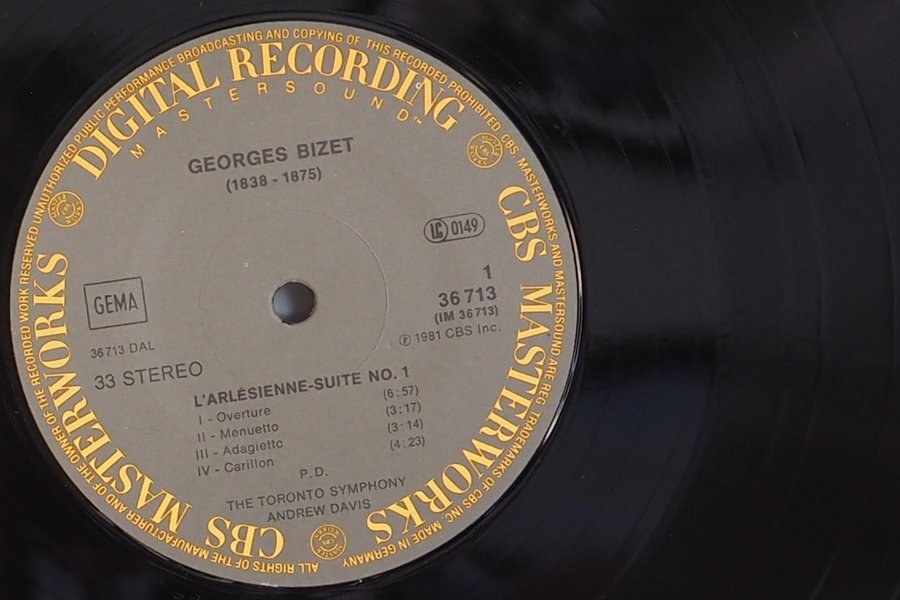 UNAUTHORIZED PUBLIC PERFORMANCE BROADCASTING AND COPYING OF THIS RECORDED PROHIBITED. CBS, MASTERWORKS AND MASTERSOUND ARE REG. TRADEMARKS OF CBS INC. MADE IN GERMANY
ALL RIGHTS OF THE MANUFACTURER AND OF THE OWNER OF THE RECORDED WORK RESERVED
DIGITAL RECORDING
MASTERSOUND™
CBS MASTERWORKS
CBS MASTERWORKS
GEORGES BIZET
(1838 - 1875)
LC 0149
GEMA
1
36 713
(IM 36 713)
℗ 1981 CBS Inc.
36713 DAL
33 STEREO
L'ARLÉSIENNE-SUITE NO. 1
I - Overture (6:57)
II - Menuetto (3:17)
III - Adagietto (3:14)
IV - Carillon (4:23)
P.D.
THE TORONTO SYMPHONY
ANDREW DAVIS